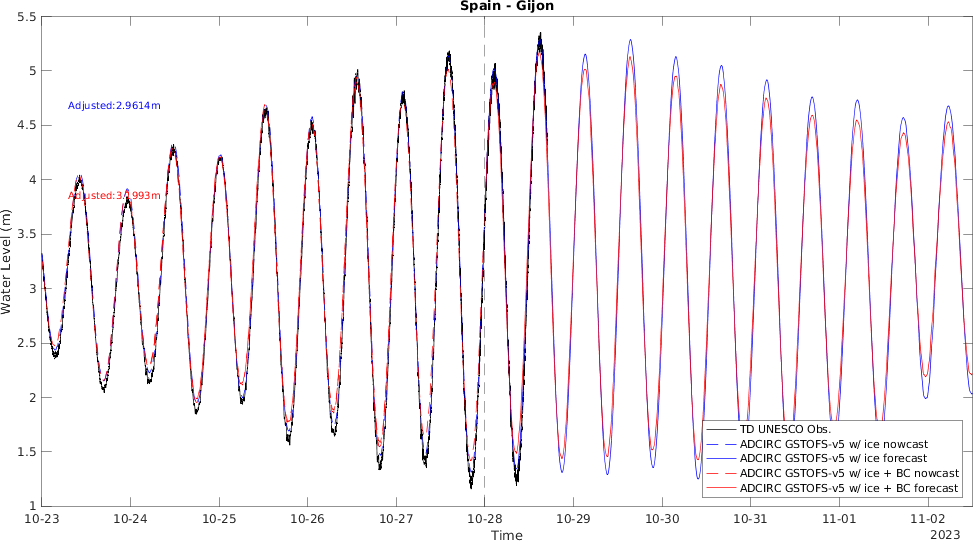 Spain - Gijon
5.5
5
4.5
4
3.5
3
2.5
2
1.5
1
Water Level (m)
Adjusted:2.9614m
Adjusted:3.1993m
TD UNESCO Obs.
ADCIRC GSTOFS-v5 w/ ice nowcast
ADCIRC GSTOFS-v5 w/ ice forecast
ADCIRC GSTOFS-v5 w/ ice + BC nowcast
ADCIRC GSTOFS-v5 w/ ice + BC forecast
10-23 10-24 10-25 10-26 10-27 10-28 10-29 10-30 10-31 11-01 11-02
Time
2023